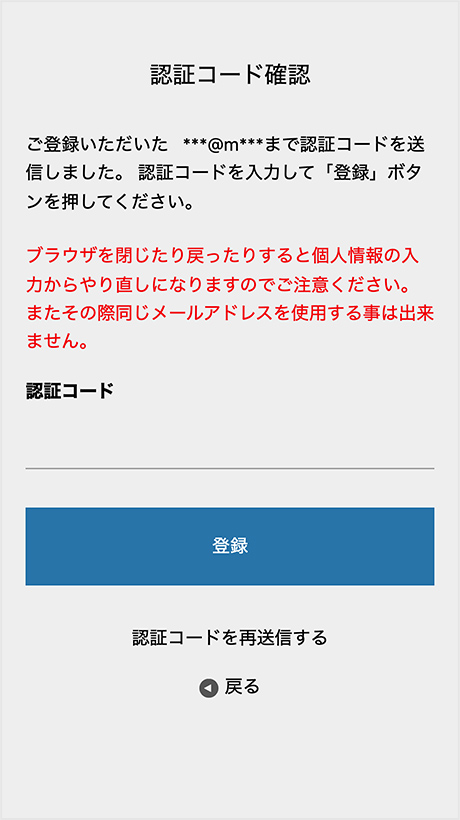 認証コード確認
ご登録いただいた ***@m***まで認証コードを送
信しました。 認証コードを入力して「登録」ボタ
ンを押してください。
ブラウザを閉じたり戻ったりすると個人情報の入
力からやり直しになりますのでご注意ください。
またその際同じメールアドレスを使用する事は出来
ません。
認証コード
登録
認証コードを再送信する
戻る